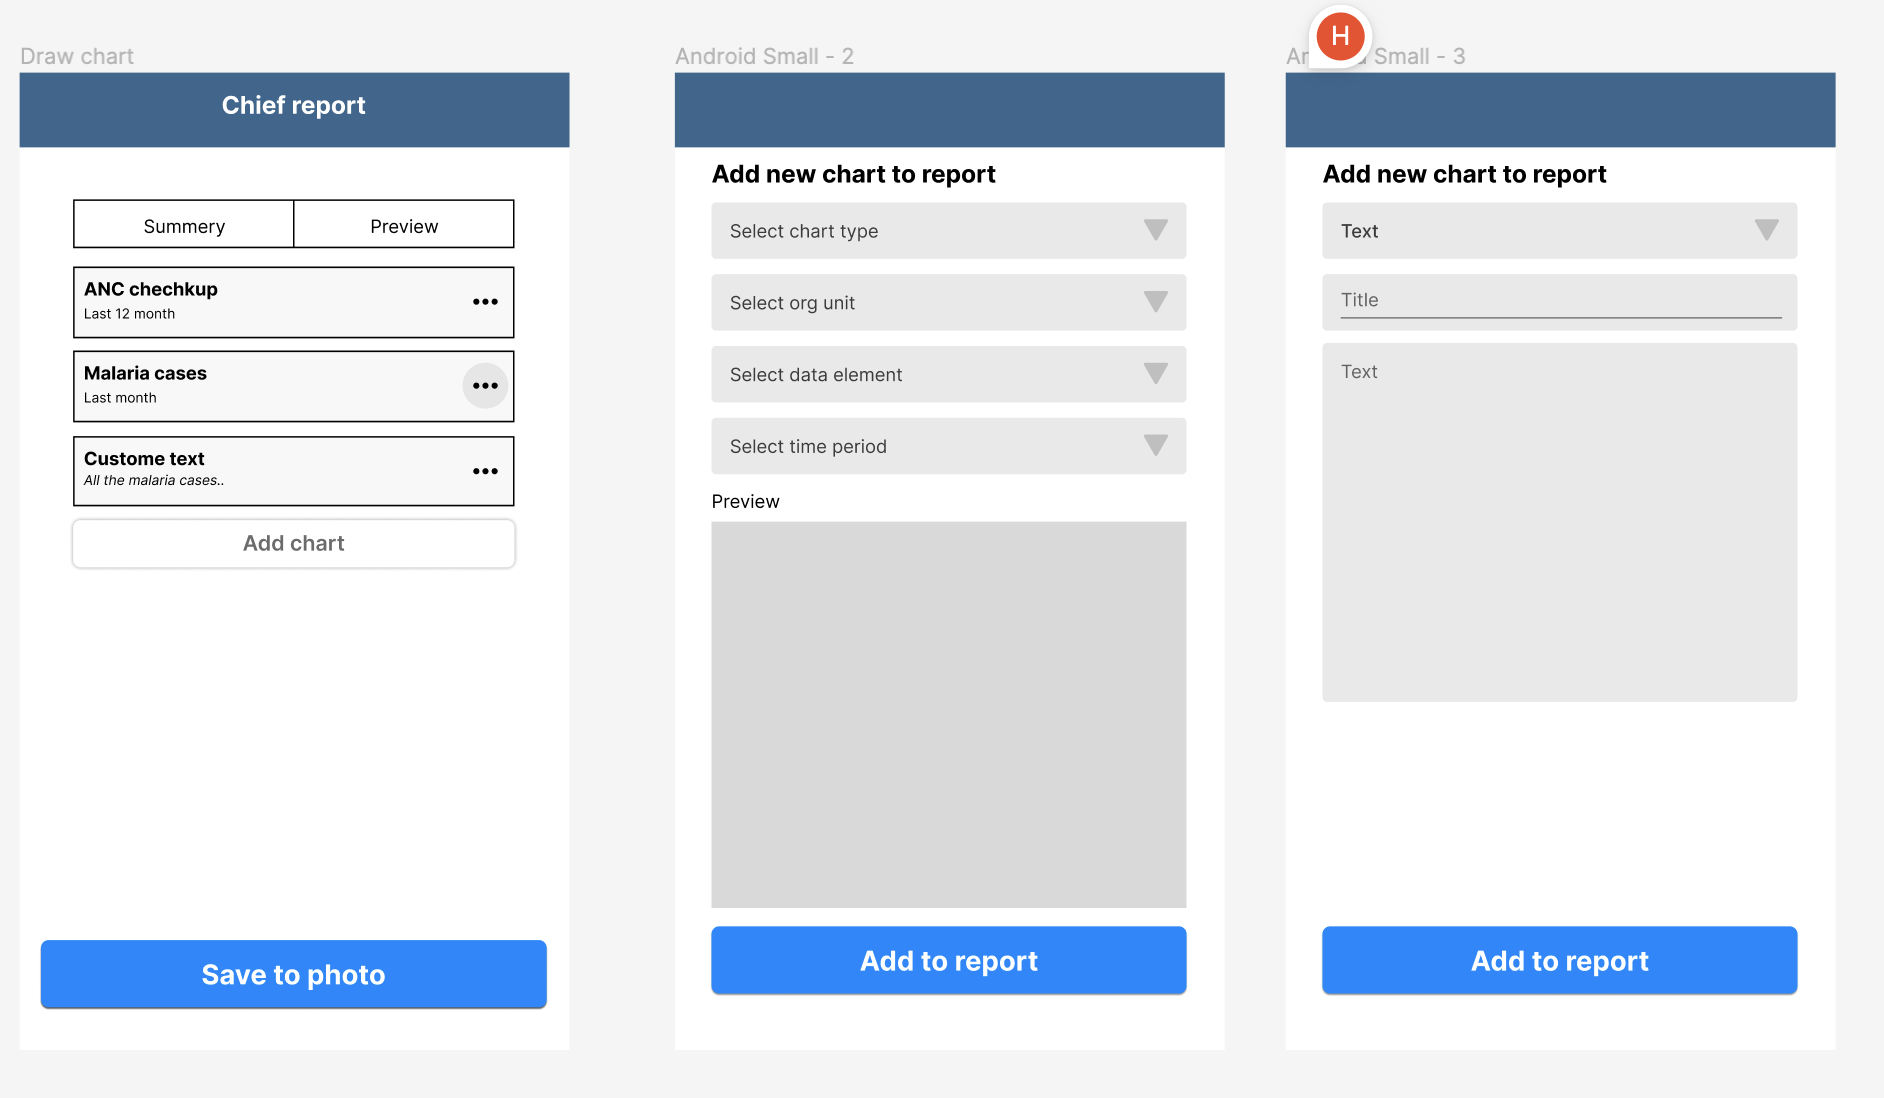 Draw chart
Chief report
Summery
Preview
ANC chechkup
Last 12 month
Malaria cases
Last month
Custome text
All the malaria cases..
Add chart
Save to photo
Android Small - 2
Add new chart to report
Select chart type
Select org unit
Select data element
Select time period
Preview
Add to report
H
Small - 3
Add new chart to report
Text
Title
Text
Add to report